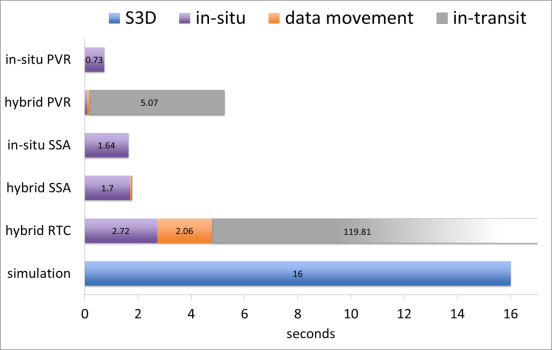 S3D in-situ data movement in-transit
in-situ PVR 0.73
hybrid PVR 5.07
in-situ SSA 1.64
hybrid SSA 1.7
hybrid RTC 2.72 2.06 119.81
simulation 16
0 2 4 6 8 10 12 14 16
seconds